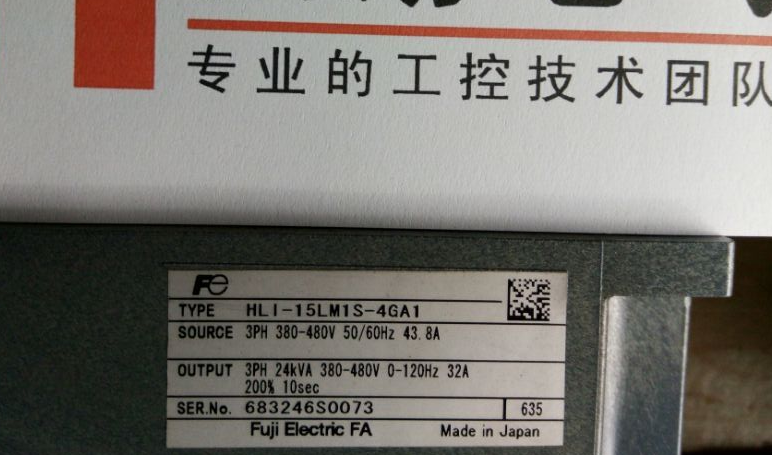 专业的工控技术团队
Fe
TYPE HLI-15LM1S-4GA1
SOURCE 3PH 380-480V 50/60Hz 43.8A
OUTPUT 3PH 24kVA 380-480V 0-120Hz 32A
200% 10sec
SER.No. 683246S0073 635
Fuji Electric FA Made in Japan